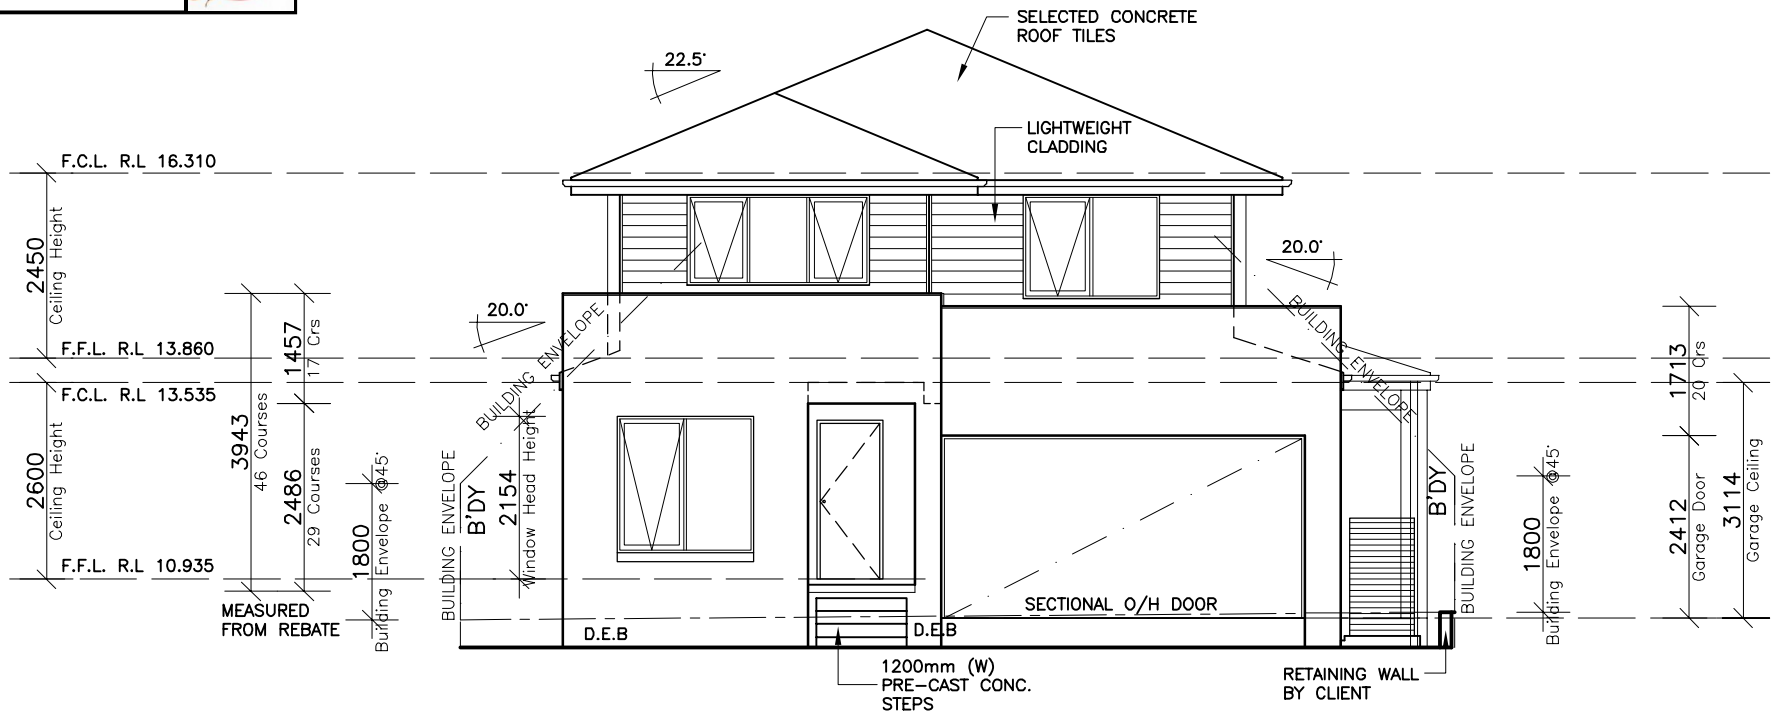 SELECTED CONCRETE
ROOF TILES
22.5°
LIGHTWEIGHT
CLADDING
F.C.L. R.L 16.310
2450
Ceiling Height
20.0°
20.0°
BUILDING ENVELOPE
BUILDING ENVELOPE
F.F.L. R.L 13.860
F.C.L. R.L 13.535
2600
Ceiling Height
3943
46 Courses
1457
17 Crs
2486
29 Courses
1800
Building Envelope @45°
BUILDING ENVELOPE
B'DY
2154
Window Head Height
F.F.L. R.L 10.935
MEASURED
FROM REBATE
D.E.B
D.E.B
SECTIONAL O/H DOOR
1200mm (W)
PRE-CAST CONC.
STEPS
B'DY
BUILDING ENVELOPE
1800
Building Envelope @45°
1713
20 Crs
2412
Garage Door
3114
Garage Ceiling
RETAINING WALL
BY CLIENT